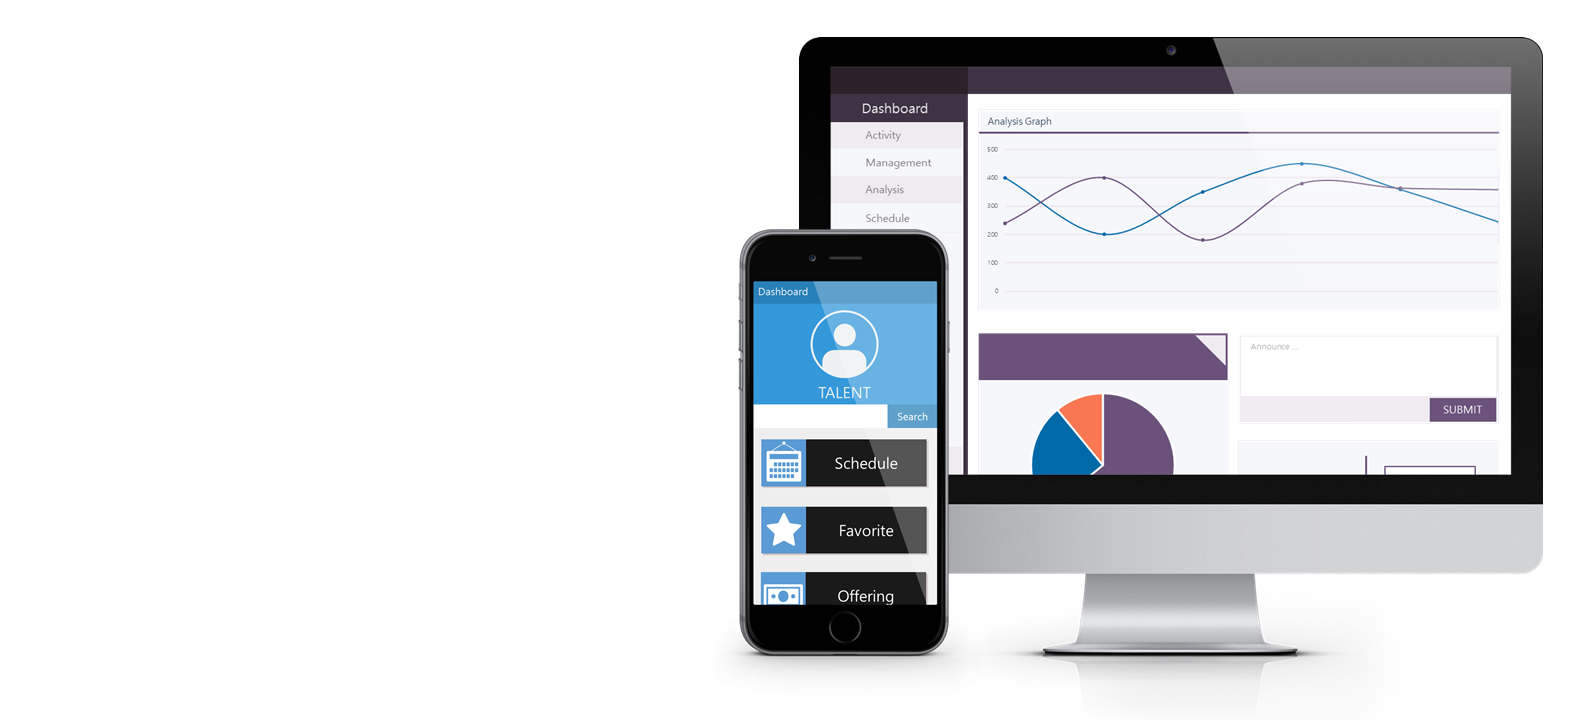 Dashboard
Activity
Management
Analysis
Schedule
Analysis Graph
500
400
300
200
100
0
Announce ...
SUBMIT
Dashboard
TALENT
Search
Schedule
Favorite
Offering